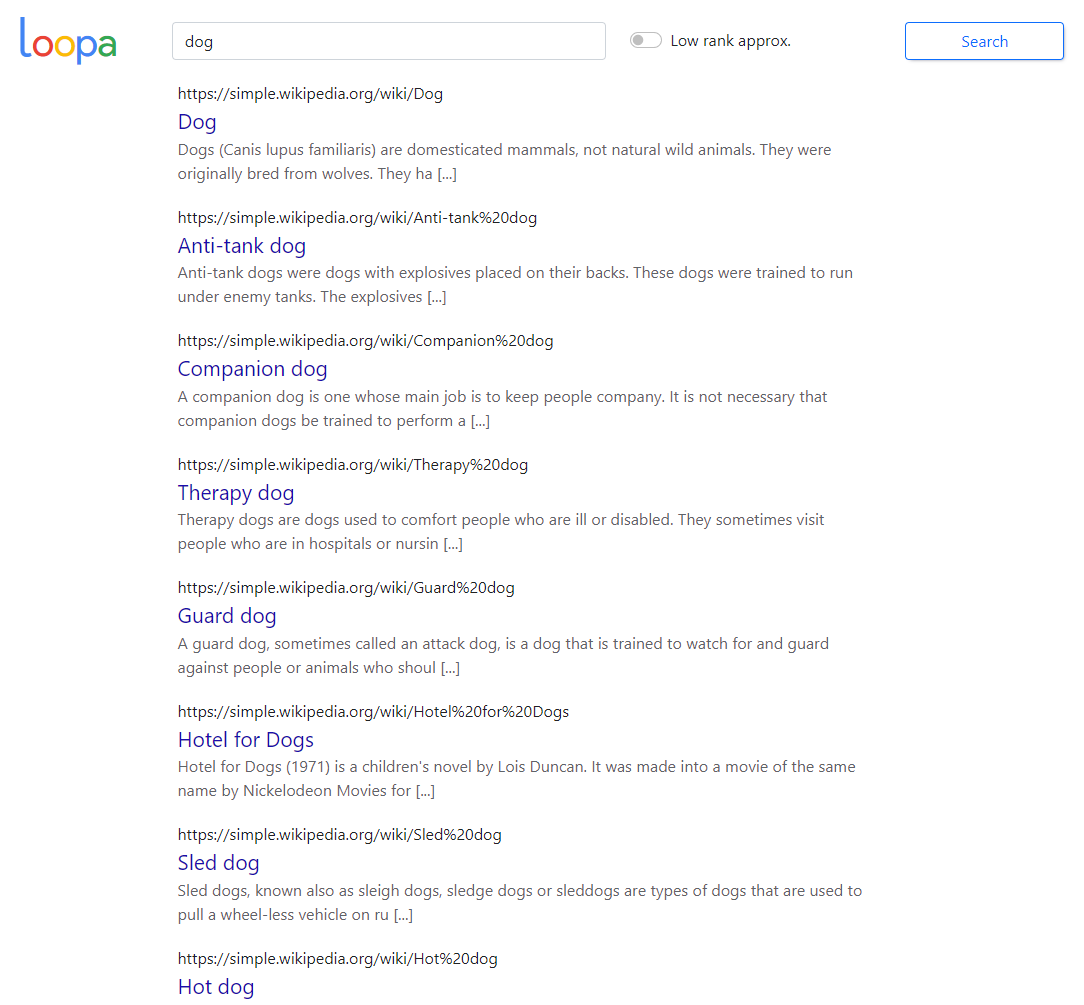 loopa
dog
Low rank approx.
Search
https://simple.wikipedia.org/wiki/Dog
Dog
Dogs (Canis lupus familiaris) are domesticated mammals, not natural wild animals. They were
originally bred from wolves. They ha [...]
https://simple.wikipedia.org/wiki/Anti-tank%20dog
Anti-tank dog
Anti-tank dogs were dogs with explosives placed on their backs. These dogs were trained to run
under enemy tanks. The explosives [...]
https://simple.wikipedia.org/wiki/Companion%20dog
Companion dog
A companion dog is one whose main job is to keep people company. It is not necessary that
companion dogs be trained to perform a [...]
https://simple.wikipedia.org/wiki/Therapy%20dog
Therapy dog
Therapy dogs are dogs used to comfort people who are ill or disabled. They sometimes visit
people who are in hospitals or nursin [...]
https://simple.wikipedia.org/wiki/Guard%20dog
Guard dog
A guard dog, sometimes called an attack dog, is a dog that is trained to watch for and guard
against people or animals who shoul [...]
https://simple.wikipedia.org/wiki/Hotel%20for%20Dogs
Hotel for Dogs
Hotel for Dogs (1971) is a children's novel by Lois Duncan. It was made into a movie of the same
name by Nickelodeon Movies for [...]
https://simple.wikipedia.org/wiki/Sled%20dog
Sled dog
Sled dogs, known also as sleigh dogs, sledge dogs or sleddogs are types of dogs that are used to
pull a wheel-less vehicle on ru [...]
https://simple.wikipedia.org/wiki/Hot%20dog
Hot dog